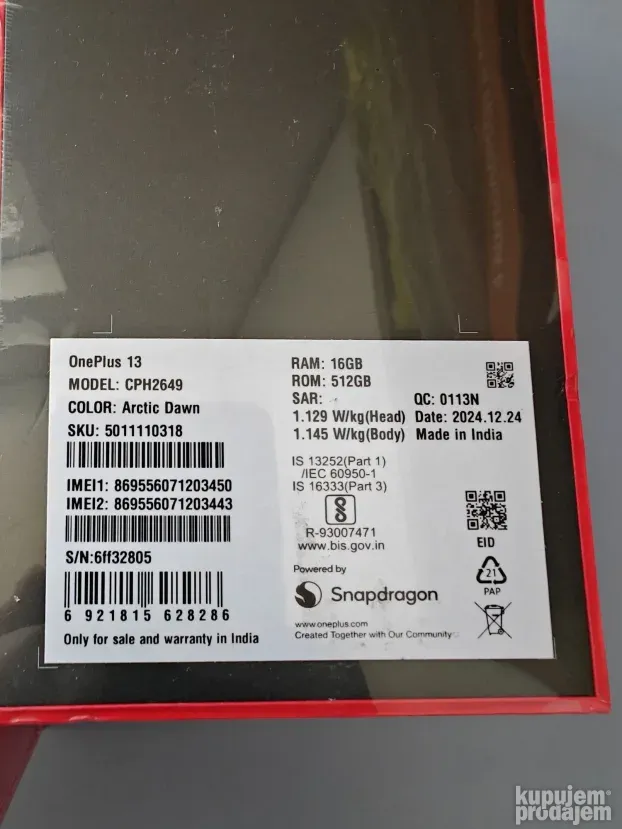 OnePlus 13
MODEL: CPH2649
COLOR: Arctic Dawn
SKU: 5011110318
IMEI1: 869556071203450
IMEI2: 869556071203443
S/N:6ff32805
6 921815 628286
Only for sale and warranty in India
RAM: 16GB
ROM: 512GB
SAR:
1.129 W/kg(Head)
1.145 W/kg(Body)
QC: 0113N
Date: 2024.12.24
Made in India
IS 13252(Part 1)
/IEC 60950-1
IS 16333(Part 3)
R-93007471
www.bis.gov.in
Powered by
Snapdragon
www.oneplus.com
Created Together with Our Community
EID
21
PAP
kupujem
prodajem